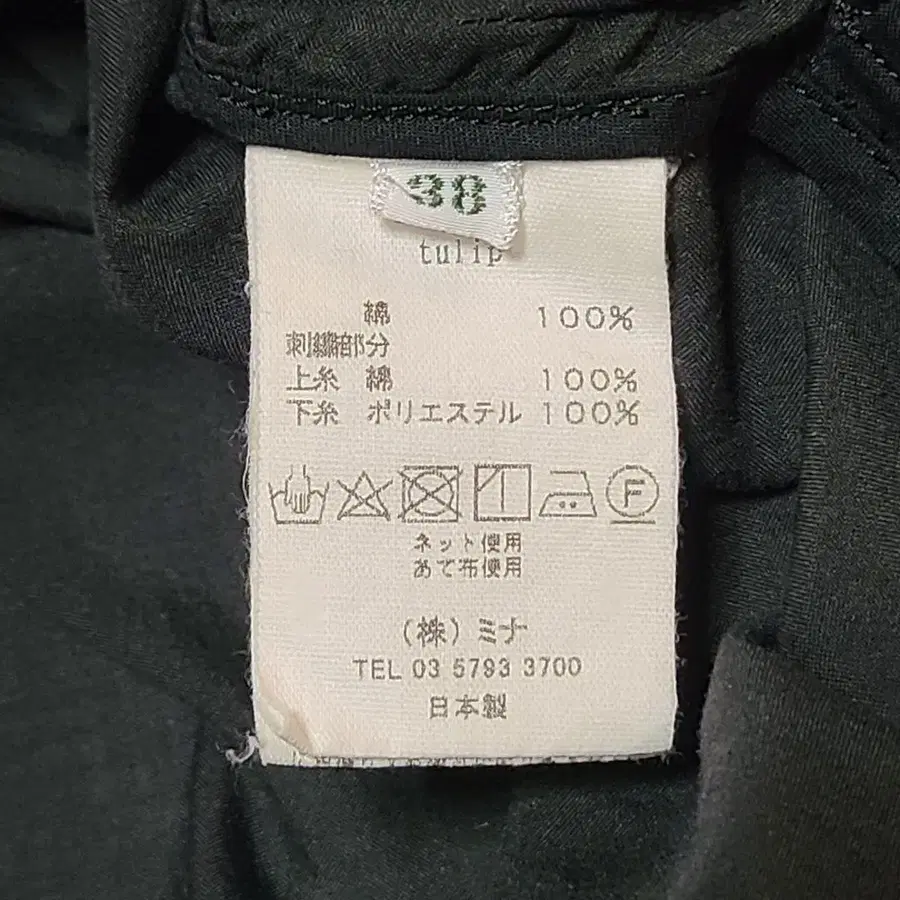 38
tulip
綿 100%
刺繍部分
上糸 綿 100%
下糸 ポリエステル 100%
F
ネット使用
あて布使用
(株)ミナ
TEL 03 5793 3700
日本製